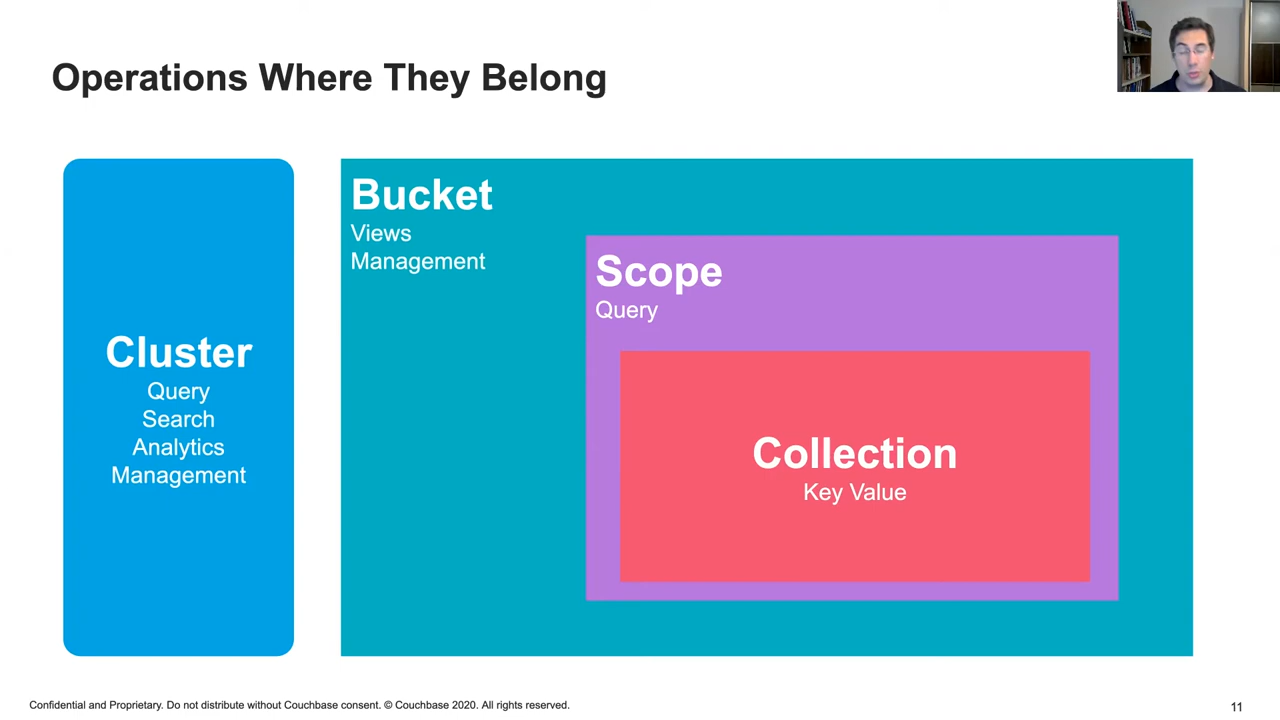 Operations Where They Belong
Cluster
Query
Search
Analytics
Management
Bucket
Views
Management
Scope
Query
Collection
Key Value
Confidential and Proprietary. Do not distribute without Couchbase consent. © Couchbase 2020. All rights reserved.
11